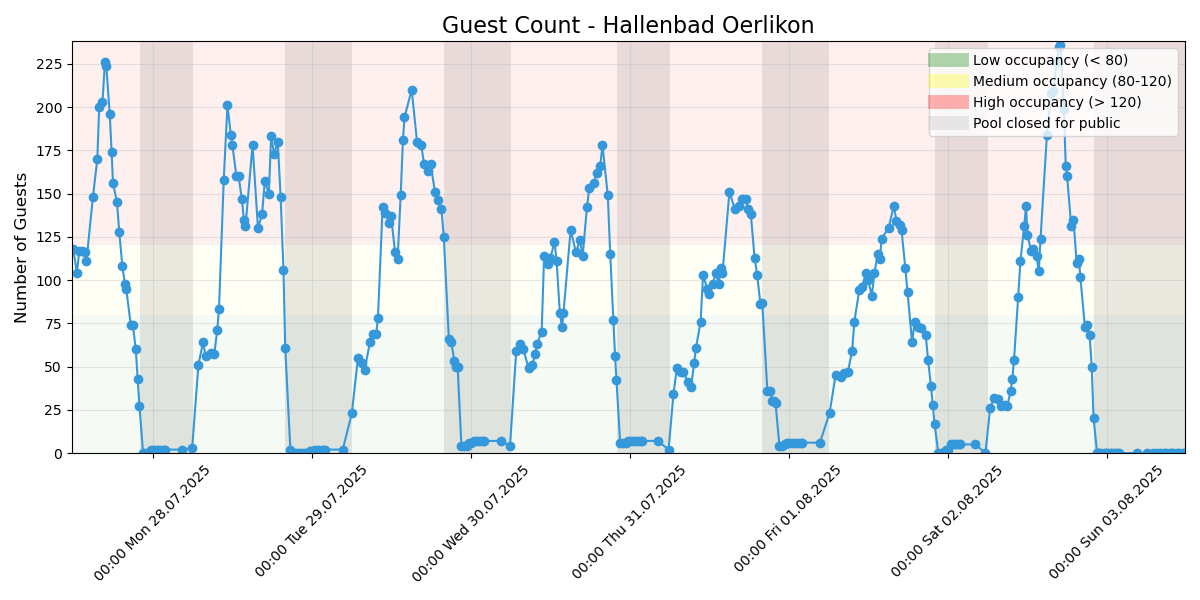 Guest Count - Hallenbad Oerlikon
Number of Guests
225
200
175
150
125
100
75
50
25
0
Low occupancy (< 80)
Medium occupancy (80-120)
High occupancy (> 120)
Pool closed for public
00:00 Mon 28.07.2025
00:00 Tue 29.07.2025
00:00 Wed 30.07.2025
00:00 Thu 31.07.2025
00:00 Fri 01.08.2025
00:00 Sat 02.08.2025
00:00 Sun 03.08.2025